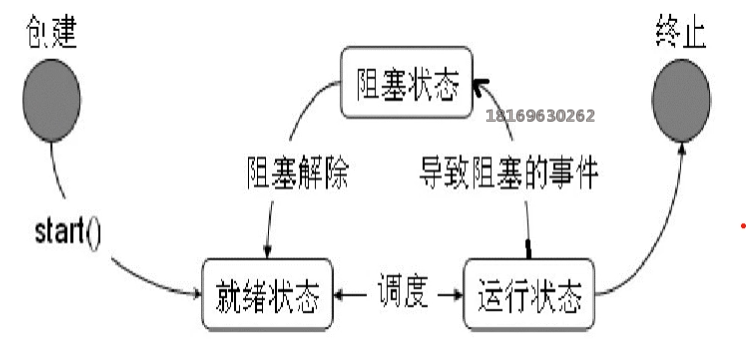 创建
终止
阻塞状态
18169630262
阻塞解除
导致阻塞的事件
start()
就绪状态
调度
运行状态